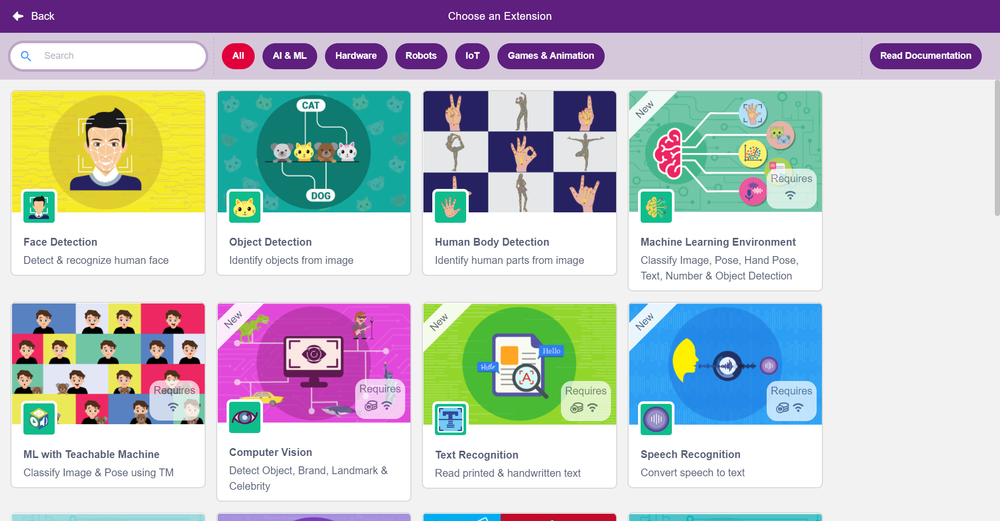 Back
Choose an Extension
Search
All
AI & ML
Hardware
Robots
IoT
Games & Animation
Read Documentation
CAT
DOG
New
Requires
Face Detection
Detect & recognize human face
Object Detection
Identify objects from image
Human Body Detection
Identify human parts from image
Machine Learning Environment
Classify Image, Pose, Hand Pose,
Text, Number & Object Detection
Requires
New
Requires
New
Hello
Hello
A
Requires
New
Requires
ML with Teachable Machine
Classify Image & Pose using TM
Computer Vision
Detect Object, Brand, Landmark &
Celebrity
Text Recognition
Read printed & handwritten text
Speech Recognition
Convert speech to text